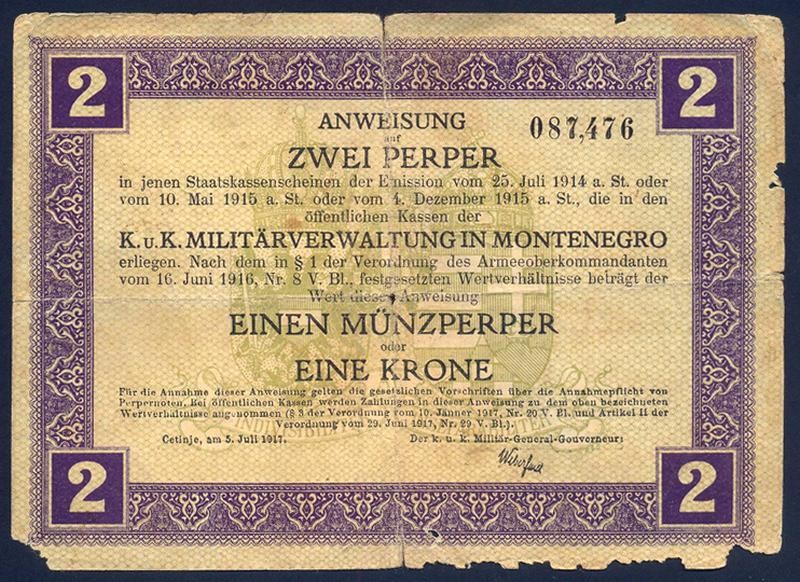 2 2
ANWEISUNG
auf
087,476
ZWEI PERPER
in jenen Staatskassenscheinen der Emission vom 25. Juli 1914 a. St. oder
vom 10. Mai 1915 a. St. oder vom 4. Dezember 1915 a. St., die in den
öffentlichen Kassen der
K. u. K. MILITÄRVERWALTUNG IN MONTENEGRO
erliegen. Nach dem in § 1 der Verordnung des Armeeoberkommandanten
vom 16. Juni 1916, Nr. 8 V. Bl., festgesetzten Wertverhältnisse beträgt der
Wert dieser Anweisung
EINEN MÜNZPERPER
oder
EINE KRONE
Für die Annahme dieser Anweisung gelten die gesetzlichen Vorschriften über die Annahmepflicht von
Perpernoten. Bei öffentlichen Kassen werden Zahlungen in dieser Anweisung zu dem oben bezeichneten
Wertverhältnisse angenommen (§ 3 der Verordnung vom 10. Jänner 1917, Nr. 20 V. Bl. und Artikel II der
Verordnung vom 29. Juni 1917, Nr. 29 V. Bl.).
Cetinje, am 5. Juli 1917.
Der k. u. k. Militär-General-Gouverneur:
2 2